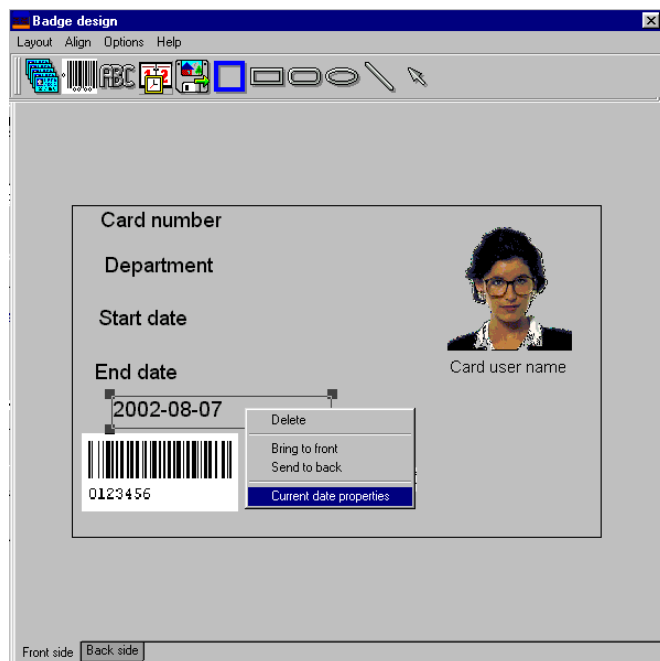 Badge design
Layout Align Options Help
ABC
Card number
Department
Start date
End date
Card user name
2002-08-07
Delete
Bring to front
Send to back
0123456
Current date properties
Front side Back side